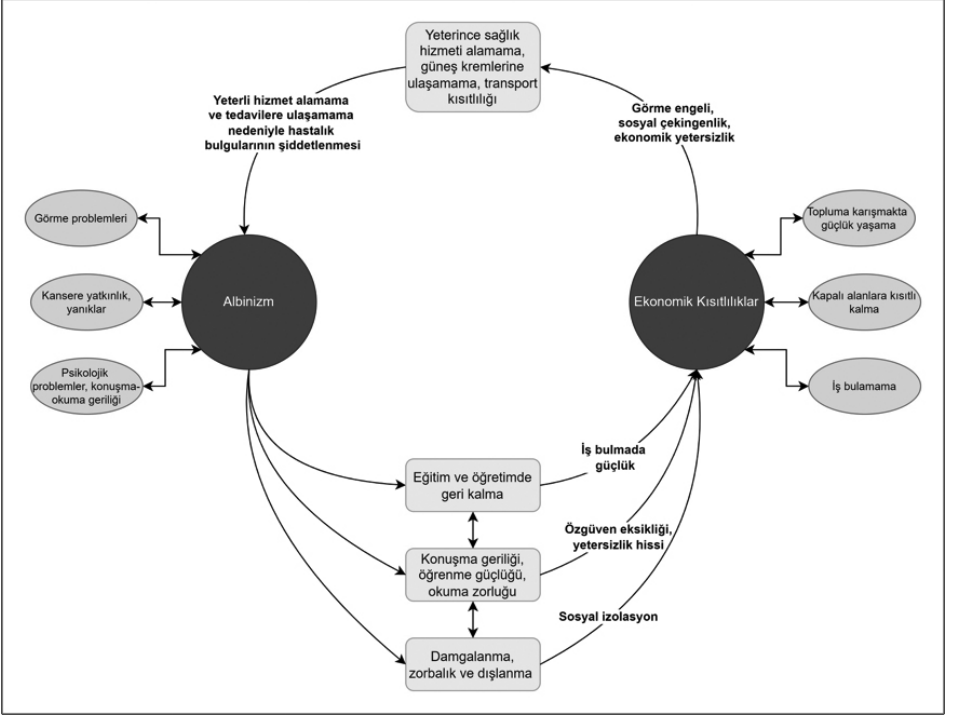 Yeterince sağlık
hizmeti alamama,
güneş kremlerine
ulaşamama, transport
kısıtlılığı
Yeterli hizmet alamama
ve tedavilere ulaşamama
nedeniyle hastalık
bulgularının şiddetlenmesi
Görme engeli,
sosyal çekingenlik,
ekonomik yetersizlik
Görme problemleri
Kansere yatkınlık,
yanıklar
Psikolojik
problemler, konuşma-
okuma geriliği
Albinizm
Ekonomik Kısıtlılıklar
Topluma karışmakta
güçlük yaşama
Kapalı alanlara kısıtlı
kalma
İş bulamama
Eğitim ve öğretimde
geri kalma
İş bulmada
güçlük
Konuşma geriliği,
öğrenme güçlüğü,
okuma zorluğu
Özgüven eksikliği,
yetersizlik hissi
Damgalanma,
zorbalık ve dışlanma
Sosyal izolasyon